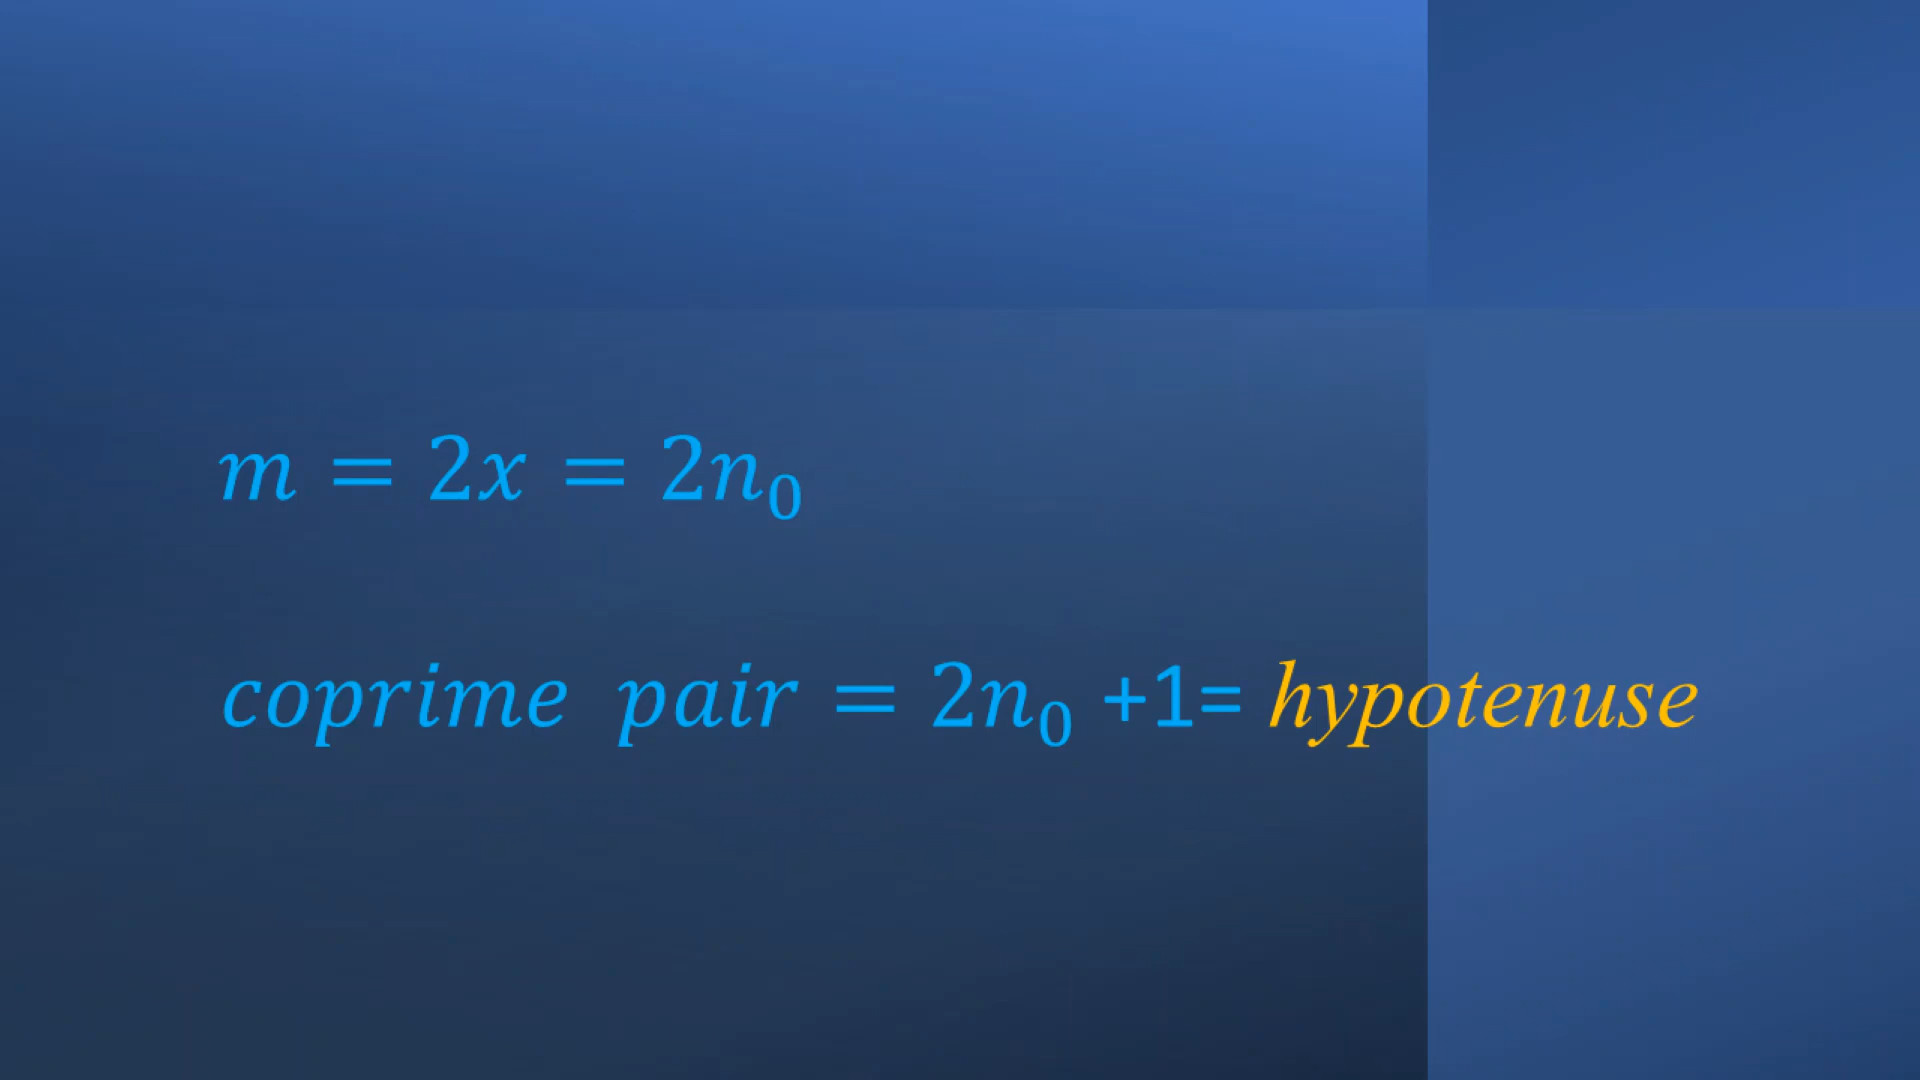 m = 2x = 2n₀
coprime pair = 2n₀ +1= hypotenuse